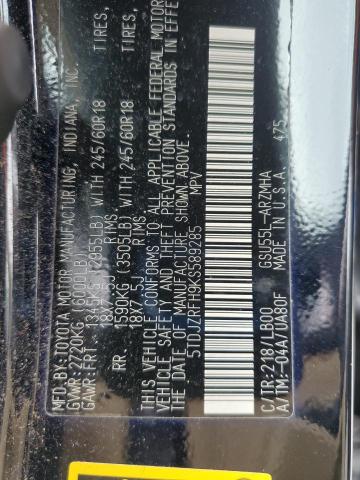 MFD.BY:TOYOTA MOTOR MANUFACTURING, INDIANA, INC.
GVWR:2720KG (6000LB)
GAWR:FRT. 1345KG (2955LB) WITH 245/60R18 TIRES,
18X7.5J RIMS
RR. 1590KG (3505LB) WITH 245/60R18 TIRES,
18X7.5J RIMS
THIS VEHICLE CONFORMS TO ALL APPLICABLE FEDERAL MOTOR
VEHICLE SAFETY AND THEFT PREVENTION STANDARDS IN EFFE
ON THE DATE OF MANUFACTURE SHOWN ABOVE.
5TDJZRFH9KS589285 MPV
C/TR:218/LB00 GSU55L-ARZMHA
A/TM:-04A/UA80F MADE IN U.S.A. 475